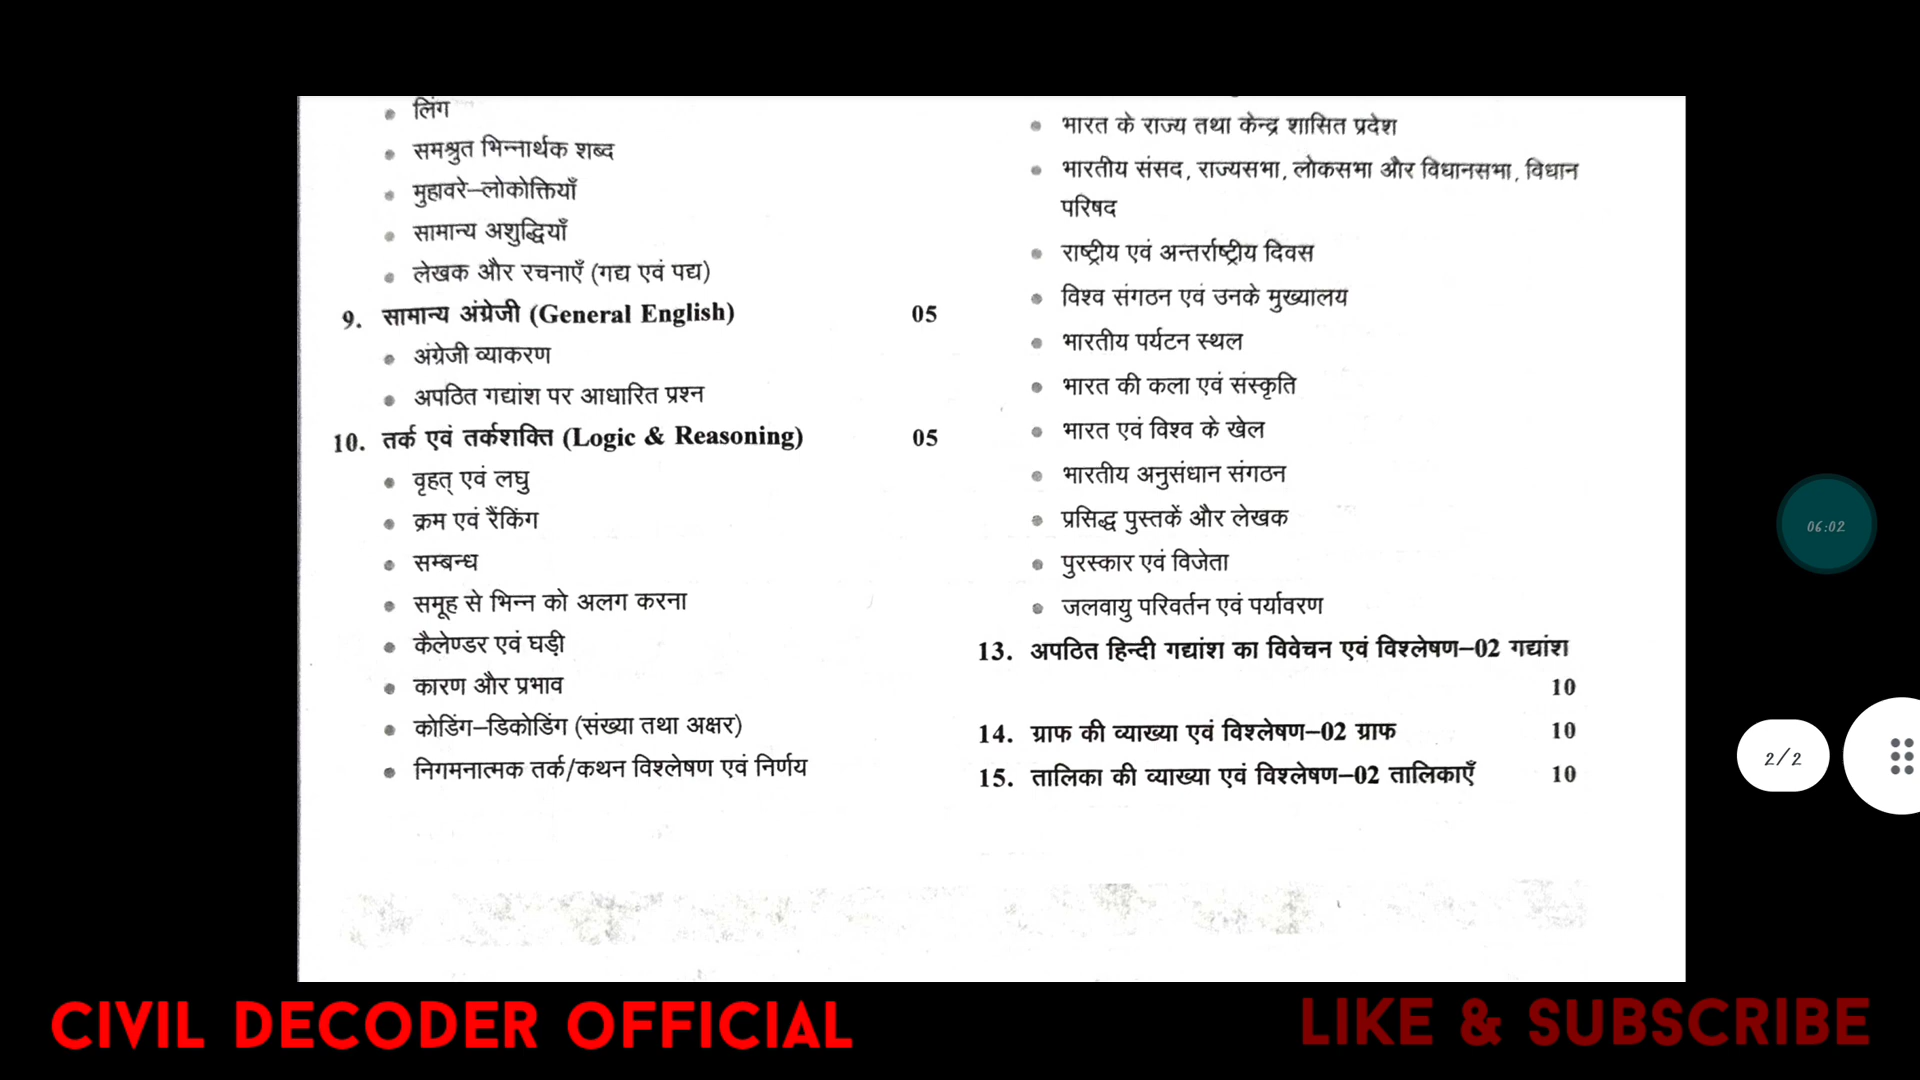 लिंग
समश्रुत भिन्नार्थक शब्द
मुहावरे–लोकोक्तियाँ
सामान्य अशुद्धियाँ
लेखक और रचनाएँ (गद्य एवं पद्य)
9. सामान्य अंग्रेजी (General English) 05
अंग्रेजी व्याकरण
अपठित गद्यांश पर आधारित प्रश्न
10. तर्क एवं तर्कशक्ति (Logic & Reasoning) 05
वृहत् एवं लघु
क्रम एवं रैंकिंग
सम्बन्ध
समूह से भिन्न को अलग करना
कैलेण्डर एवं घड़ी
कारण और प्रभाव
कोडिंग–डिकोडिंग (संख्या तथा अक्षर)
निगमनात्मक तर्क/कथन विश्लेषण एवं निर्णय
भारत के राज्य तथा केन्द्र शासित प्रदेश
भारतीय संसद, राज्यसभा, लोकसभा और विधानसभा, विधान
परिषद
राष्ट्रीय एवं अन्तर्राष्ट्रीय दिवस
विश्व संगठन एवं उनके मुख्यालय
भारतीय पर्यटन स्थल
भारत की कला एवं संस्कृति
भारत एवं विश्व के खेल
भारतीय अनुसंधान संगठन
प्रसिद्ध पुस्तकें और लेखक
पुरस्कार एवं विजेता
जलवायु परिवर्तन एवं पर्यावरण
13. अपठित हिन्दी गद्यांश का विवेचन एवं विश्लेषण–02 गद्यांश
10
14. ग्राफ की व्याख्या एवं विश्लेषण–02 ग्राफ 10
15. तालिका की व्याख्या एवं विश्लेषण–02 तालिकाएँ 10
06:02
2/2
CIVIL DECODER OFFICIAL
LIKE & SUBSCRIBE